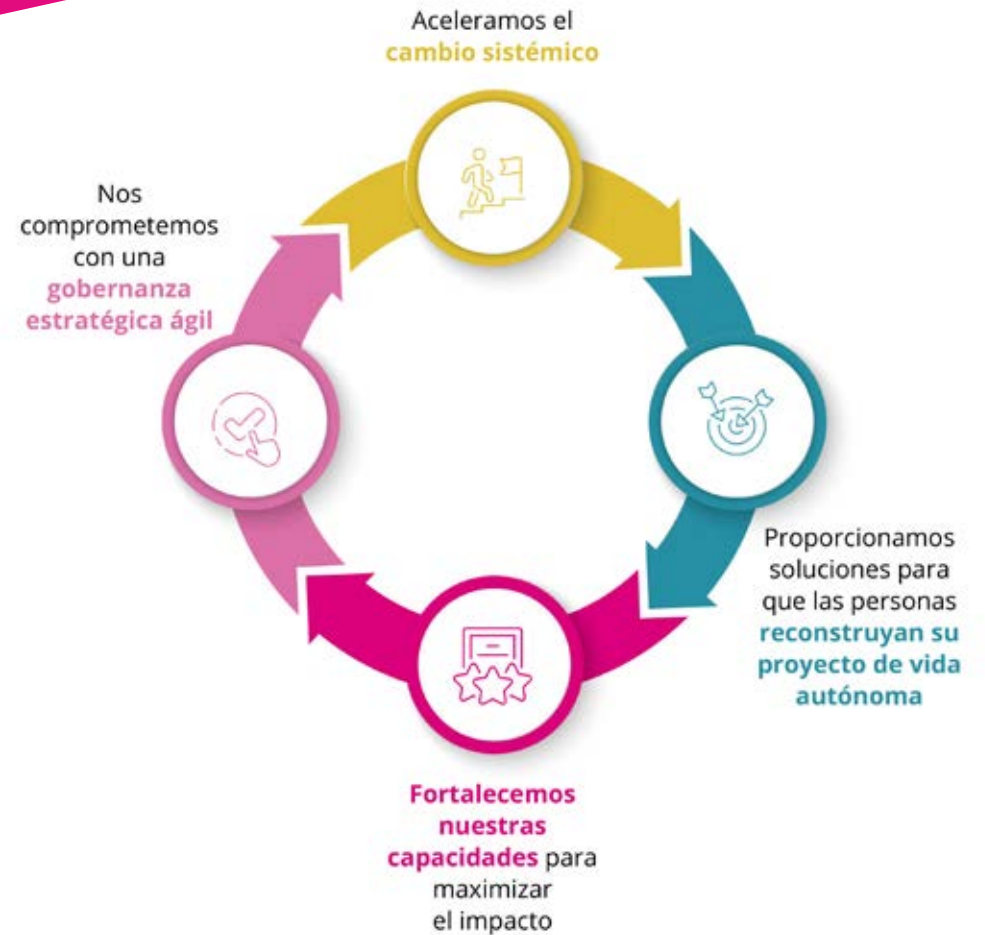 Aceleramos el
cambio sistémico
Nos
comprometemos
con una
gobernanza
estratégica ágil
Proporcionamos
soluciones para
que las personas
reconstruyan su
proyecto de vida
autónoma
Fortalecemos
nuestras
capacidades para
maximizar
el impacto